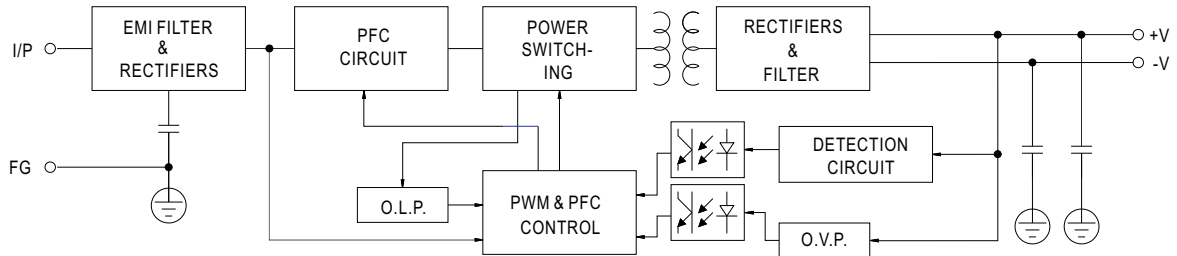 I/P
EMI FILTER
&
RECTIFIERS
PFC
CIRCUIT
POWER
SWITCH-
ING
RECTIFIERS
&
FILTER
+V
-V
FG
O.L.P.
PWM & PFC
CONTROL
DETECTION
CIRCUIT
O.V.P.